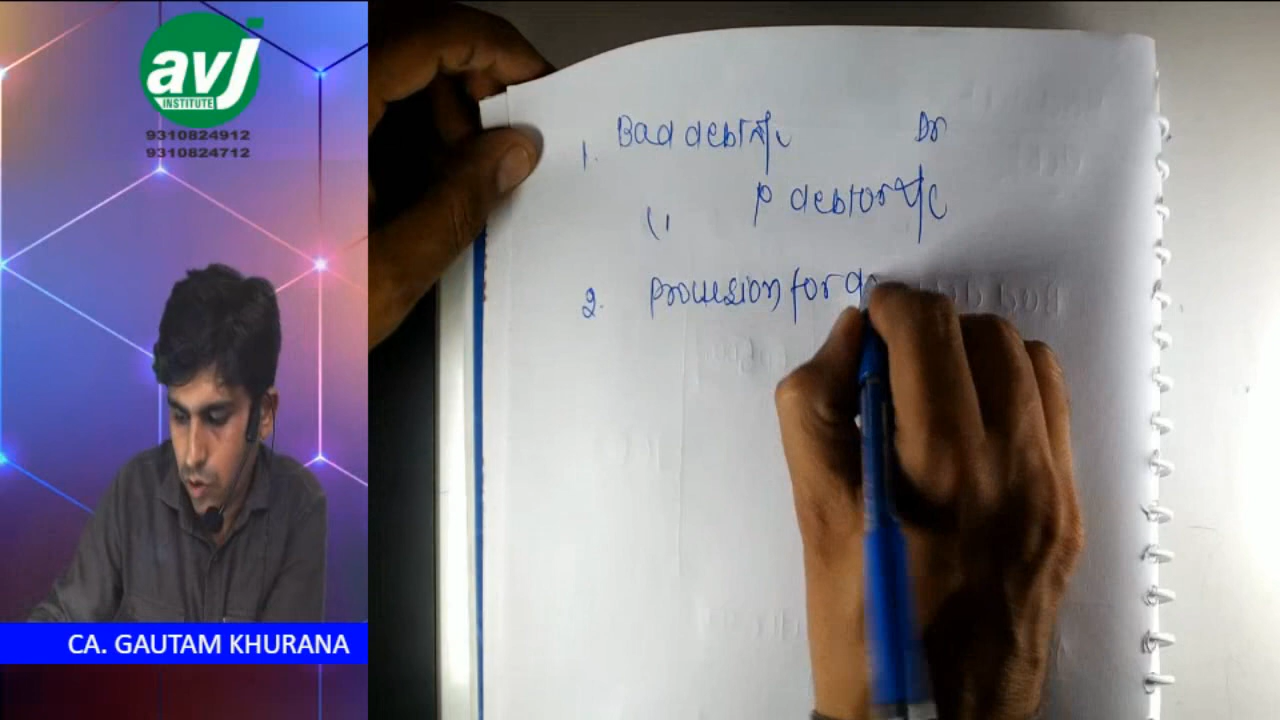 avj
INSTITUTE
9310824912
9310824712
CA. GAUTAM KHURANA
1. Bad debts A/c Dr
To debtors A/c
2. Provision for